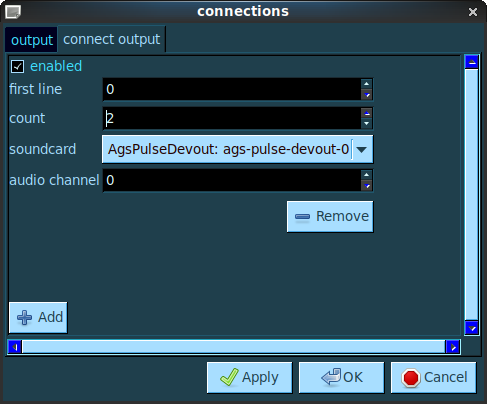 connections
output connect output
enabled
first line 0
count 2
soundcard AgsPulseDevout: ags-pulse-devout-0
audio channel 0
Remove
Add
Apply OK Cancel